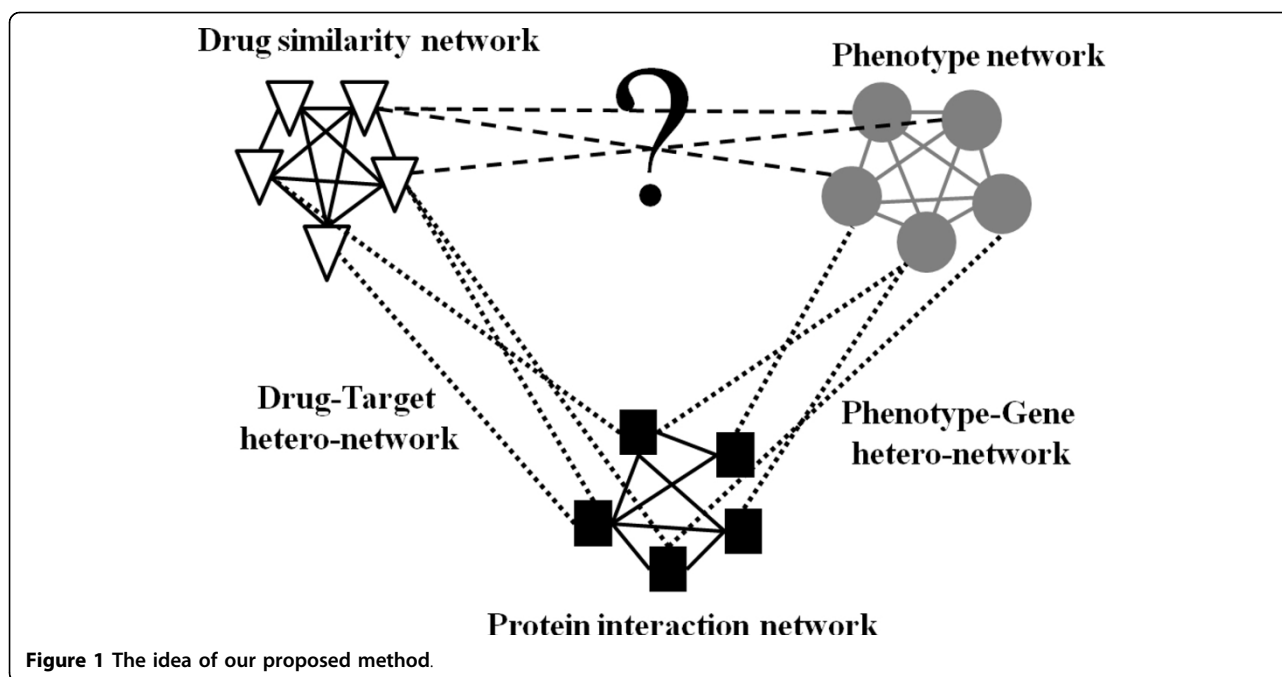 Drug similarity network
Phenotype network
?
Drug-Target
hetero-network
Phenotype-Gene
hetero-network
Protein interaction network
Figure 1 The idea of our proposed method.